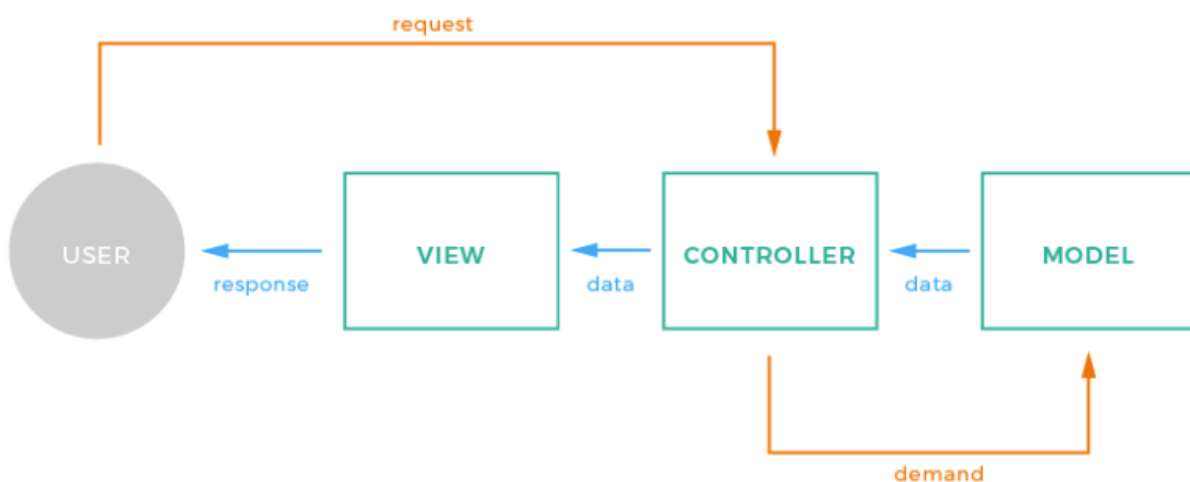 request
USER
VIEW
CONTROLLER
MODEL
response
data
data
demand